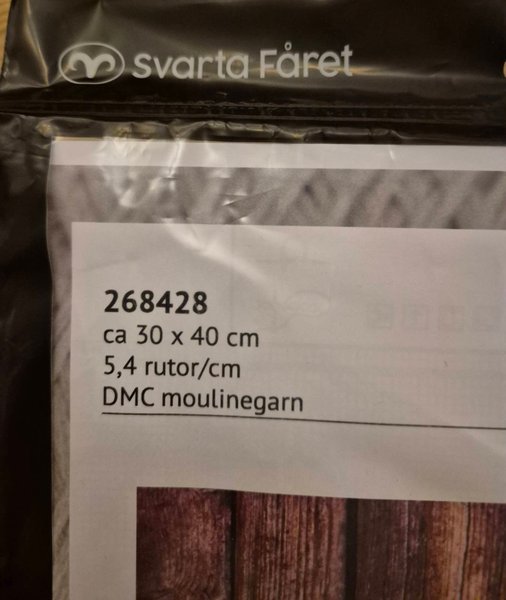 svarta Fåret
268428
ca 30 x 40 cm
5,4 rutor/cm
DMC moulinegarn